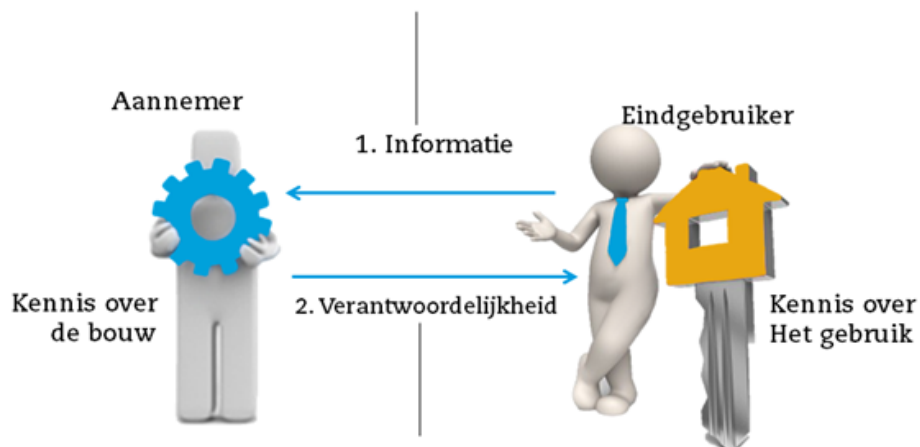 Aannemer
Eindgebruiker
1. Informatie
2. Verantwoordelijkheid
Kennis over
de bouw
Kennis over
Het gebruik